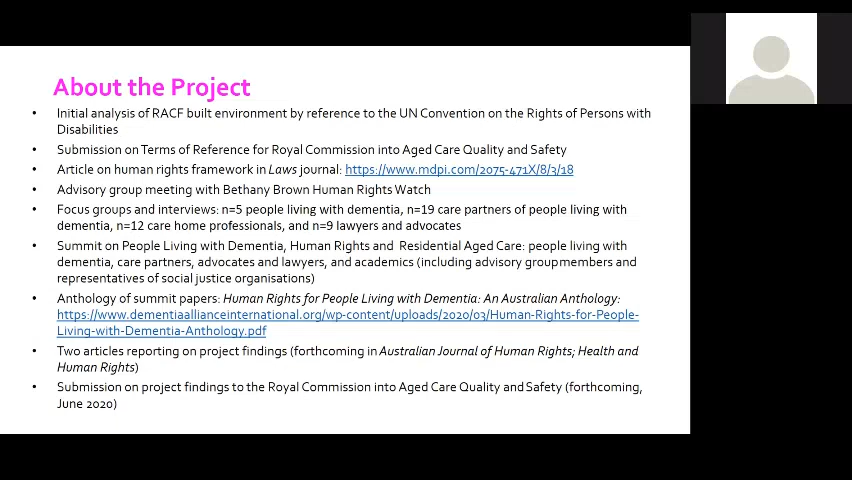 About the Project
• Initial analysis of RACF built environment by reference to the UN Convention on the Rights of Persons with
Disabilities
• Submission on Terms of Reference for Royal Commission into Aged Care Quality and Safety
• Article on human rights framework in Laws journal: https://www.mdpi.com/2075-471X/8/3/18
• Advisory group meeting with Bethany Brown Human Rights Watch
• Focus groups and interviews: n=5 people living with dementia, n=19 care partners of people living with
dementia, n=12 care home professionals, and n=9 lawyers and advocates
• Summit on People Living with Dementia, Human Rights and Residential Aged Care: people living with
dementia, care partners, advocates and lawyers, and academics (including advisory group members and
representatives of social justice organisations)
• Anthology of summit papers: Human Rights for People Living with Dementia: An Australian Anthology:
https://www.dementiaallianceinternational.org/wp-content/uploads/2020/03/Human-Rights-for-People-
Living-with-Dementia-Anthology.pdf
• Two articles reporting on project findings (forthcoming in Australian Journal of Human Rights; Health and
Human Rights)
• Submission on project findings to the Royal Commission into Aged Care Quality and Safety (forthcoming,
June 2020)